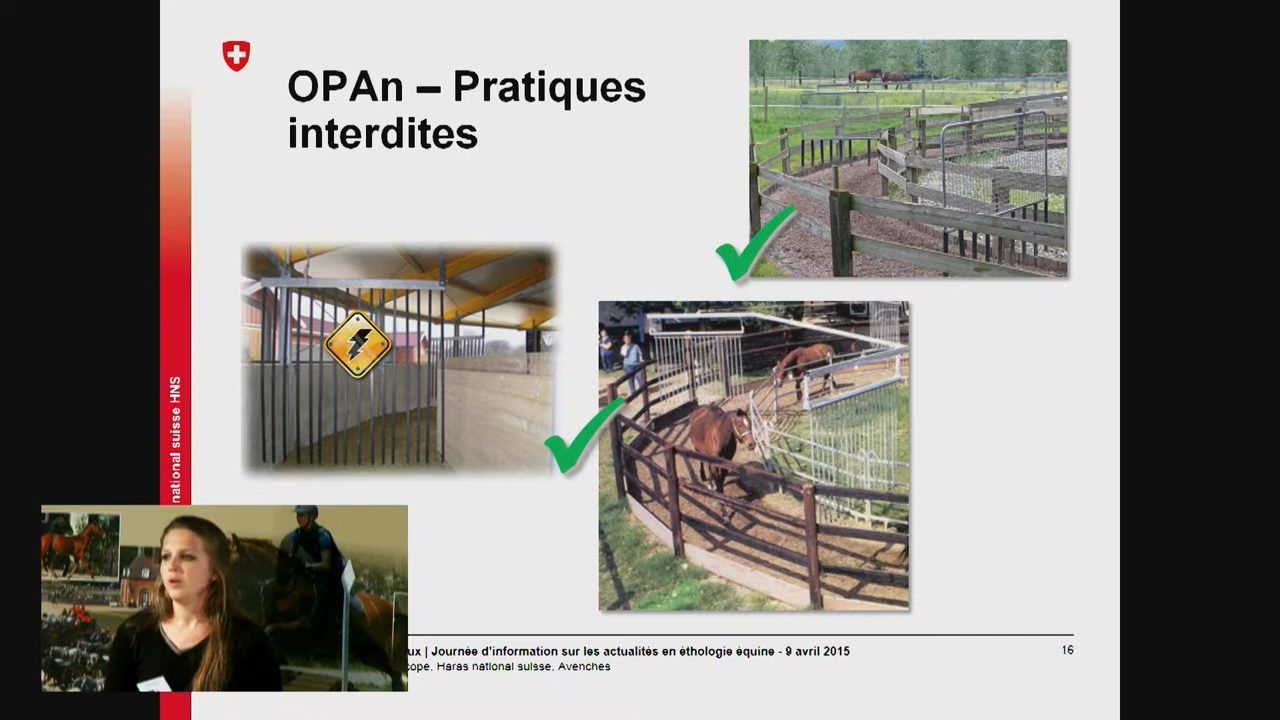 OPAn – Pratiques
interdites
national suisse HNS
ux | Journée d'information sur les actualités en éthologie équine - 9 avril 2015
cope, Haras national suisse, Avenches
16